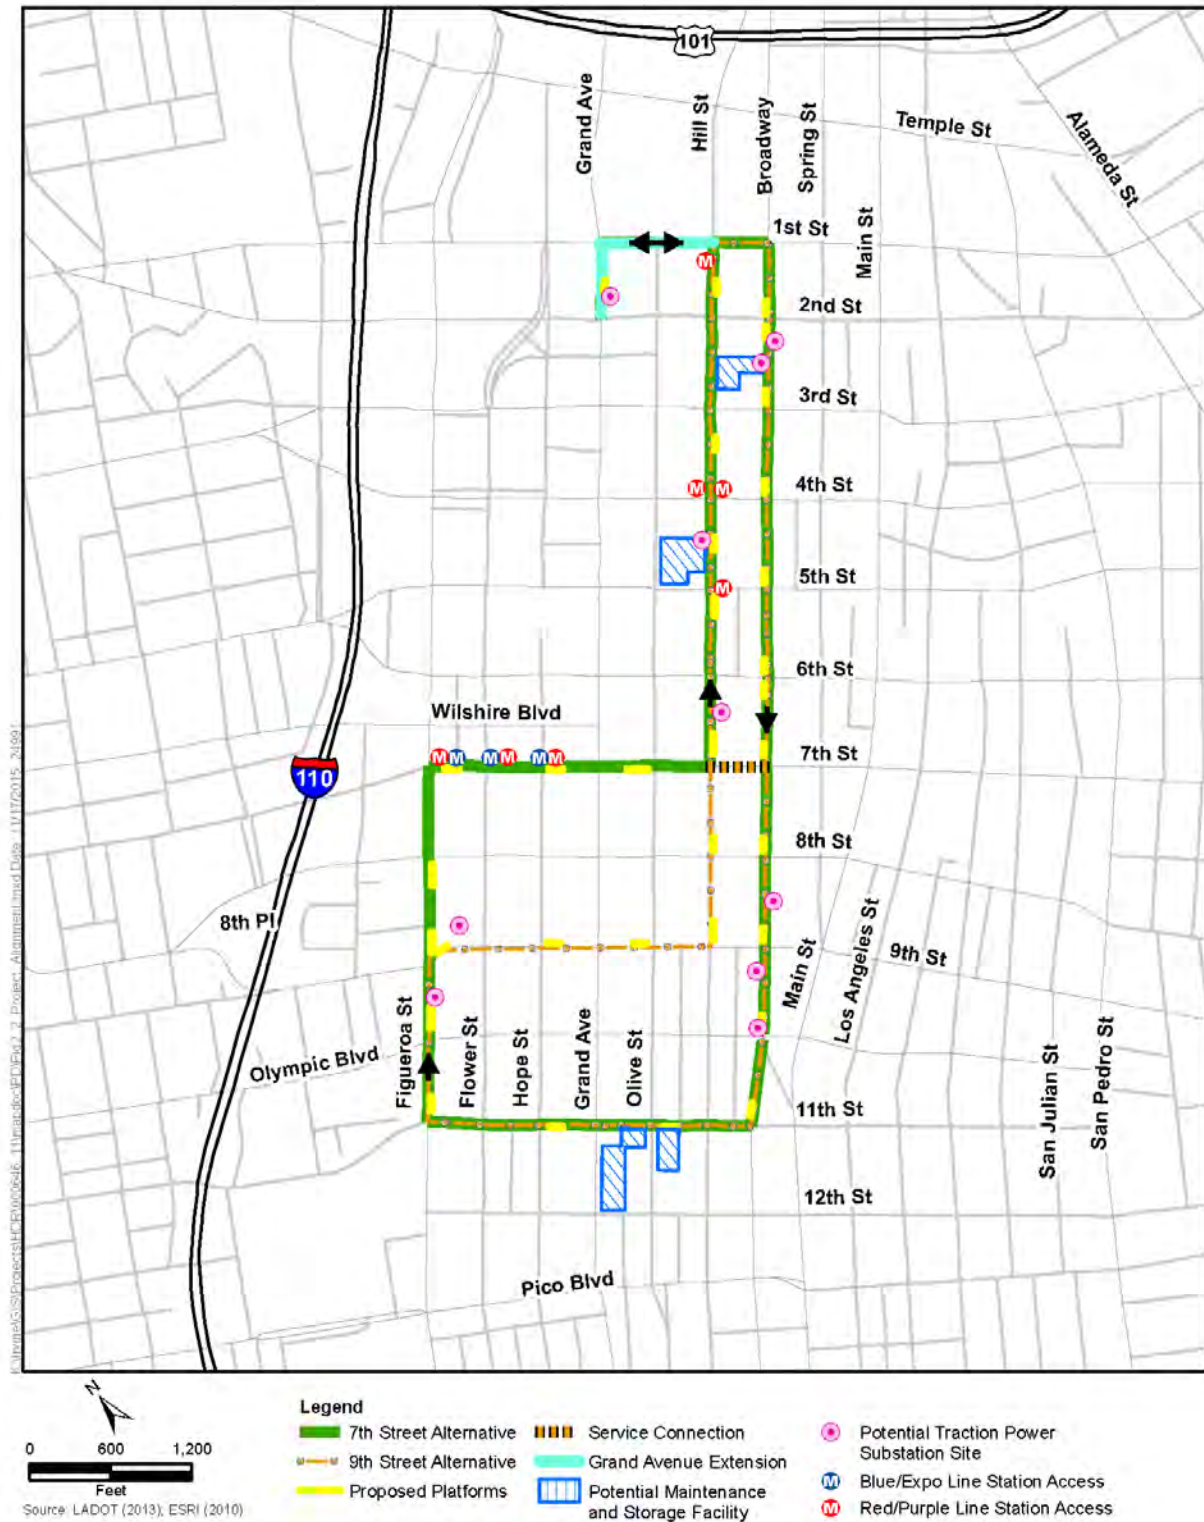 101
Grand Ave
Hill St
Broadway
Spring St
Temple St
Alameda St
1st St
Main St
M
2nd St
3rd St
M M
4th St
5th St
M
6th St
Wilshire Blvd
M M M M M M
7th St
110
8th St
8th Pl
Main St
Los Angeles St
9th St
Olympic Blvd
Figueroa St
Flower St
Hope St
Grand Ave
Olive St
San Julian St
San Pedro St
11th St
12th St
Pico Blvd
N
0 600 1,200
Feet
Source: LADOT (2013); ESRI (2010)
Legend
7th Street Alternative
9th Street Alternative
Proposed Platforms
Service Connection
Grand Avenue Extension
Potential Maintenance
and Storage Facility
Potential Traction Power
Substation Site
M Blue/Expo Line Station Access
M Red/Purple Line Station Access